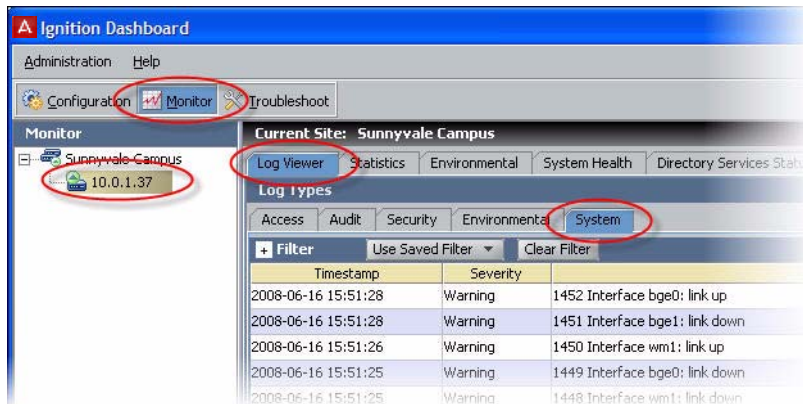 Ignition Dashboard
Administration Help
Configuration Monitor Troubleshoot
Monitor
Sunnyvale Campus
10.0.1.37
Current Site: Sunnyvale Campus
Log Viewer Statistics Environmental System Health Directory Services Status
Log Types
Access Audit Security Environmental System
+ Filter Use Saved Filter Clear Filter
Timestamp Severity
2008-06-16 15:51:28 Warning 1452 Interface bge0: link up
2008-06-16 15:51:28 Warning 1451 Interface bge1: link down
2008-06-16 15:51:26 Warning 1450 Interface wm1: link up
2008-06-16 15:51:25 Warning 1449 Interface bge0: link down
2008-06-16 15:51:25 Warning 1448 Interface wm1: link down